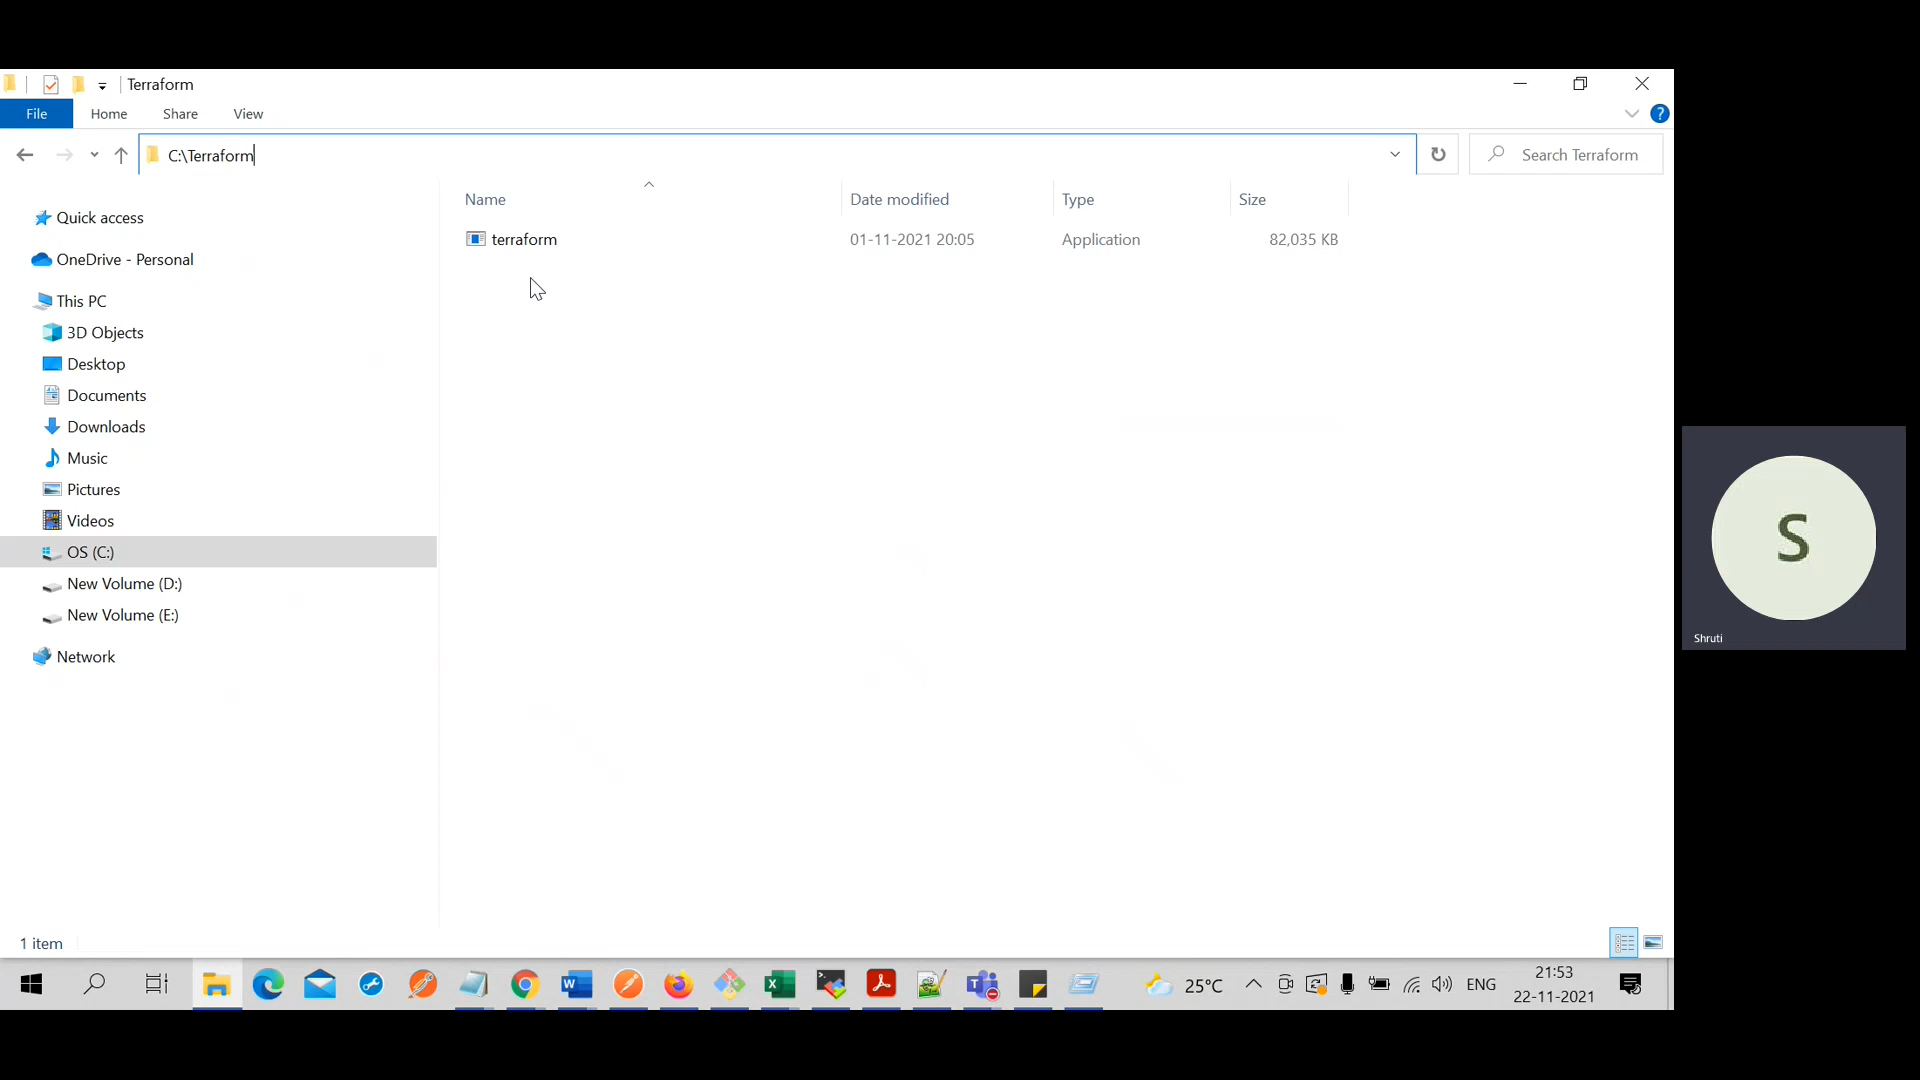 Terraform
File
Home
Share
View
C:\Terraform
Search Terraform
Name
Date modified
Type
Size
terraform
01-11-2021 20:05
Application
82,035 KB
Quick access
OneDrive - Personal
This PC
3D Objects
Desktop
Documents
Downloads
Music
Pictures
Videos
OS (C:)
New Volume (D:)
New Volume (E:)
Network
S
Shruti
1 item
25°C
ENG
21:53
22-11-2021